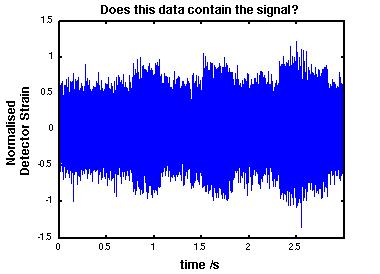 Does this data contain the signal?
1.5
1
0.5
0
-0.5
-1
-1.5
Normalised
Detector Strain
0 0.5 1 1.5 2 2.5
time /s